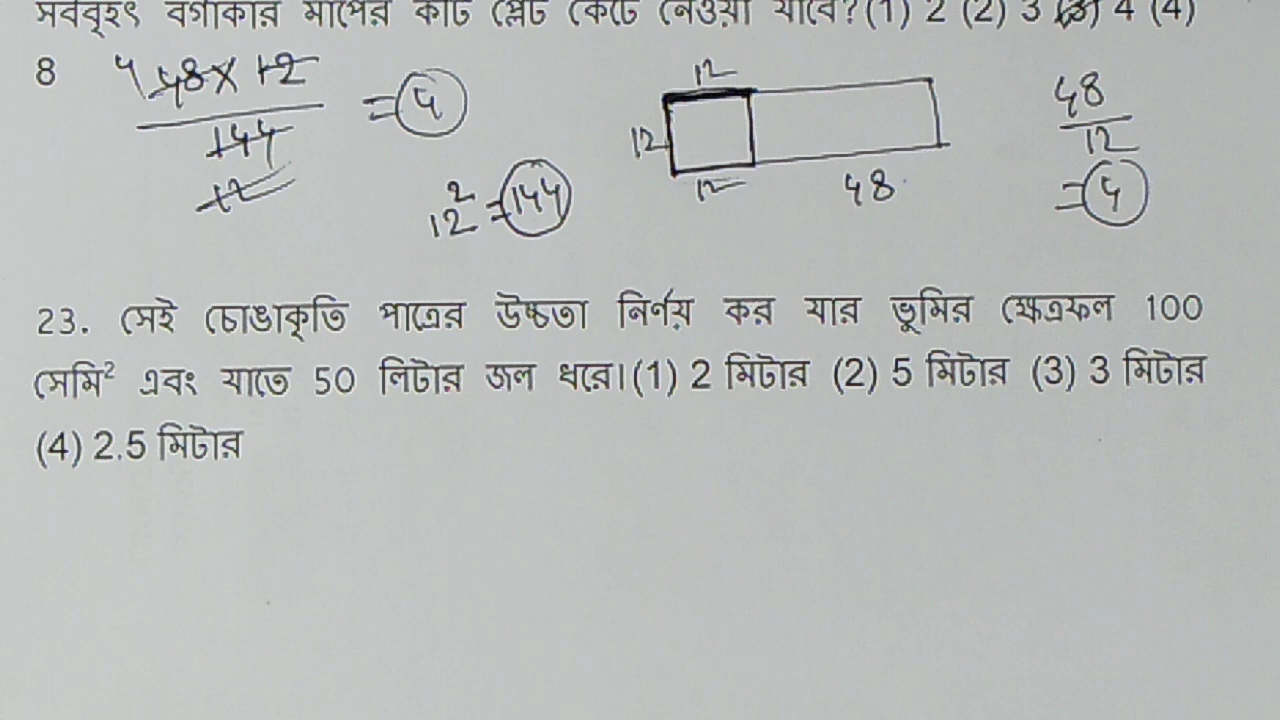 সর্ববৃহৎ বর্গাকার মাপের কটি প্লেট কেটে নেওয়া যাবে?(1) 2 (2) 3 (3) 4 (4)
8
4 48 x 12
144
12
= 4
12² = 144
12
12
12
48
48
12
= 4
23. সেই চোঙাকৃতি পাত্রের উচ্চতা নির্ণয় কর যার ভূমির ক্ষেত্রফল 100
সেমি² এবং যাতে 50 লিটার জল ধরে।(1) 2 মিটার (2) 5 মিটার (3) 3 মিটার
(4) 2.5 মিটার